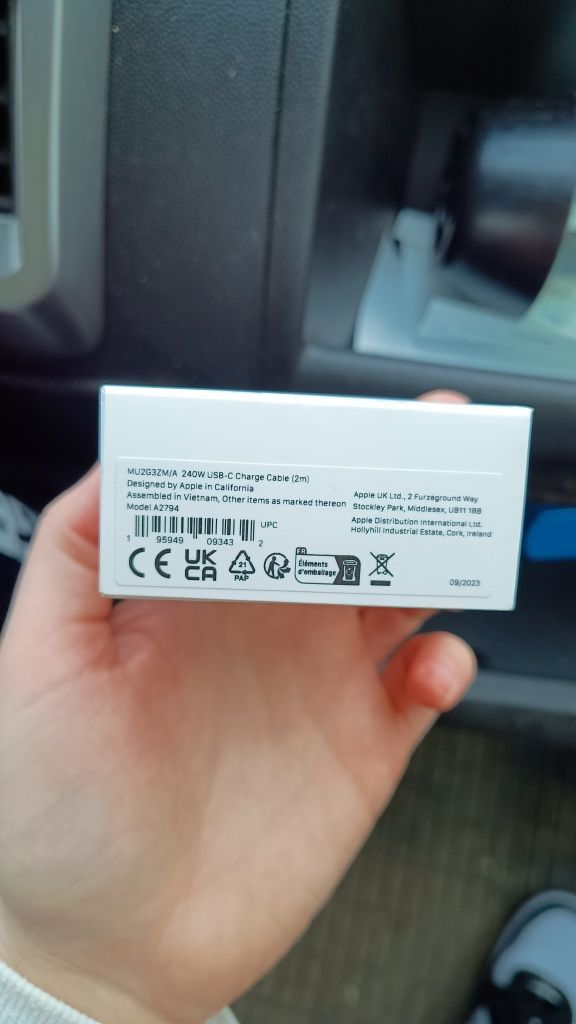 MU2G3ZM/A 240W USB-C Charge Cable (2m)
Designed by Apple in California
Assembled in Vietnam, Other items as marked thereon
Model A2794
Apple UK Ltd., 2 Furzeground Way
Stockley Park, Middlesex, UB11 1BB
Apple Distribution International Ltd.
Hollyhill Industrial Estate, Cork, Ireland
UPC
1 95949 09343 2
CE
UK
CA
21
PAP
FR
Éléments
d'emballage
09/2023